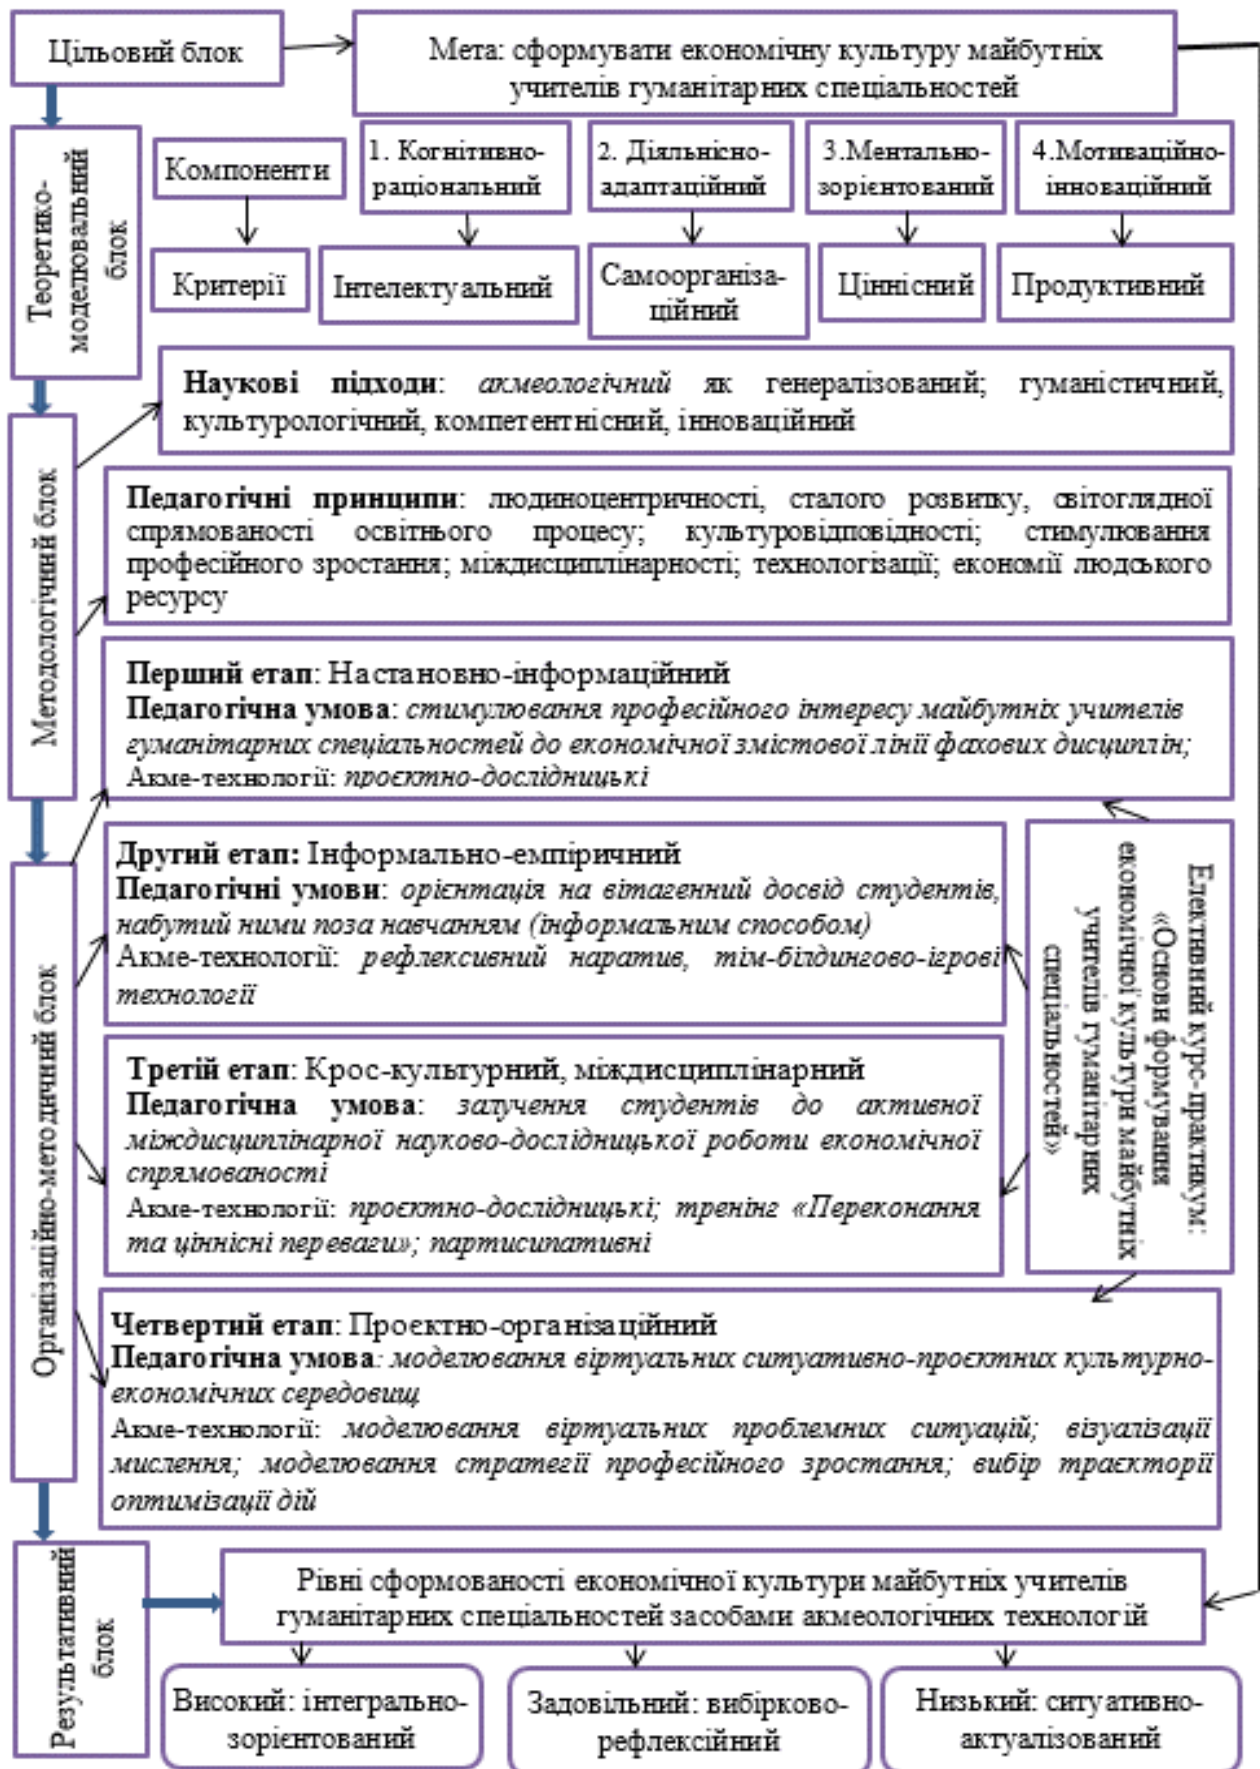 Цільовий блок
Мета: сформувати економічну культуру майбутніх
учителів гуманітарних спеціальностей
Теоретико-
моделювальний
блок
Компоненти
1. Когнітивно-
раціональний
2. Діяльнісно-
адаптаційний
3.Ментально-
зорієнтований
4.Мотиваційно-
інноваційний
Критерії
Інтелектуальний
Самоорганіза-
ційний
Ціннісний
Продуктивний
Методологічний блок
Наукові підходи: акмеологічний як генералізований; гуманістичний,
культурологічний, компетентнісний, інноваційний
Педагогічні принципи: людиноцентричності, сталого розвитку, світоглядної
спрямованості освітнього процесу; культуровідповідності; стимулювання
професійного зростання; міждисциплінарності; технологізації; економії людського
ресурсу
Організаційно-методичний блок
Перший етап: Настановно-інформаційний
Педагогічна умова: стимулювання професійного інтересу майбутніх учителів
гуманітарних спеціальностей до економічної змістової лінії фахових дисциплін;
Акме-технології: проєктно-дослідницькі
Другий етап: Інформально-емпіричний
Педагогічні умови: орієнтація на вітагенний досвід студентів,
набутий ними поза навчанням (інформальним способом)
Акме-технології: рефлексивний наратив, тім-білдингово-ігрові
технології
Третій етап: Крос-культурний, міждисциплінарний
Педагогічна умова: залучення студентів до активної
міждисциплінарної науково-дослідницької роботи економічної
спрямованості
Акме-технології: проєктно-дослідницькі; тренінг «Переконання
та ціннісні переваги»; партисипативні
Елективний курс-практикум:
«Основи формування
економічної культури майбутніх
учителів гуманітарних
спеціальностей»
Четвертий етап: Проєктно-організаційний
Педагогічна умова: моделювання віртуальних ситуативно-проєктних культурно-
економічних середовищ
Акме-технології: моделювання віртуальних проблемних ситуацій; візуалізації
мислення; моделювання стратегії професійного зростання; вибір траєкторії
оптимізації дій
Результативний
блок
Рівні сформованості економічної культури майбутніх учителів
гуманітарних спеціальностей засобами акмеологічних технологій
Високий: інтегрально-
зорієнтований
Задовільний: вибірково-
рефлексійний
Низький: ситуативно-
актуалізований